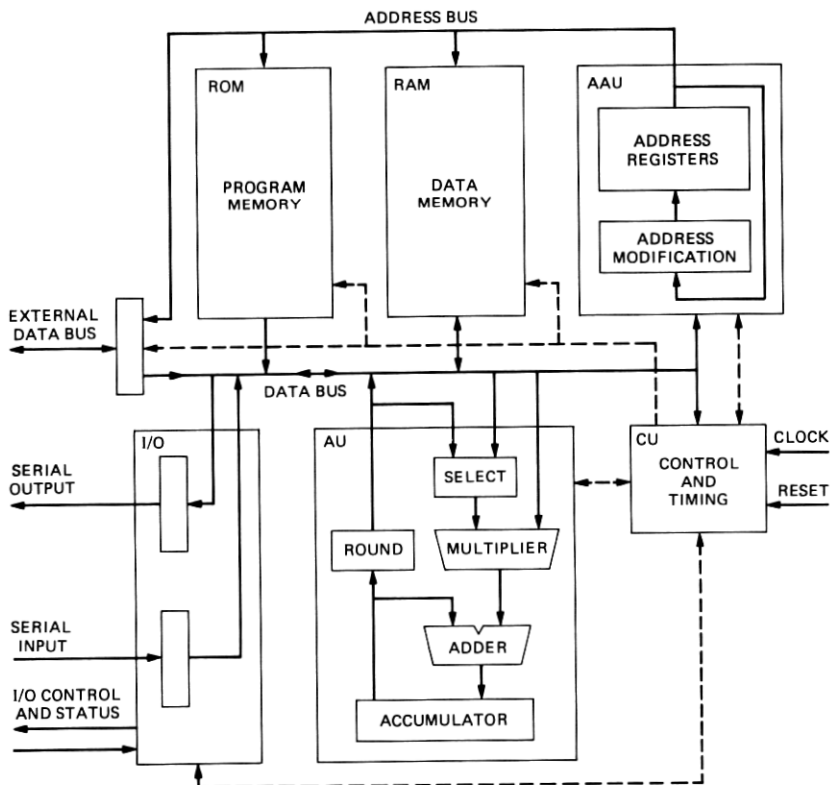 ADDRESS BUS
ROM
RAM
AAU
PROGRAM
MEMORY
DATA
MEMORY
ADDRESS
REGISTERS
ADDRESS
MODIFICATION
EXTERNAL
DATA BUS
DATA BUS
I/O
SERIAL
OUTPUT
SERIAL
INPUT
I/O CONTROL
AND STATUS
AU
SELECT
ROUND
MULTIPLIER
ADDER
ACCUMULATOR
CU
CONTROL
AND
TIMING
CLOCK
RESET